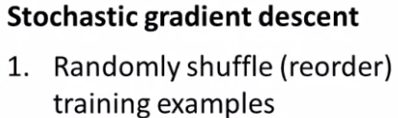 Stochastic gradient descent
1. Randomly shuffle (reorder)
training examples